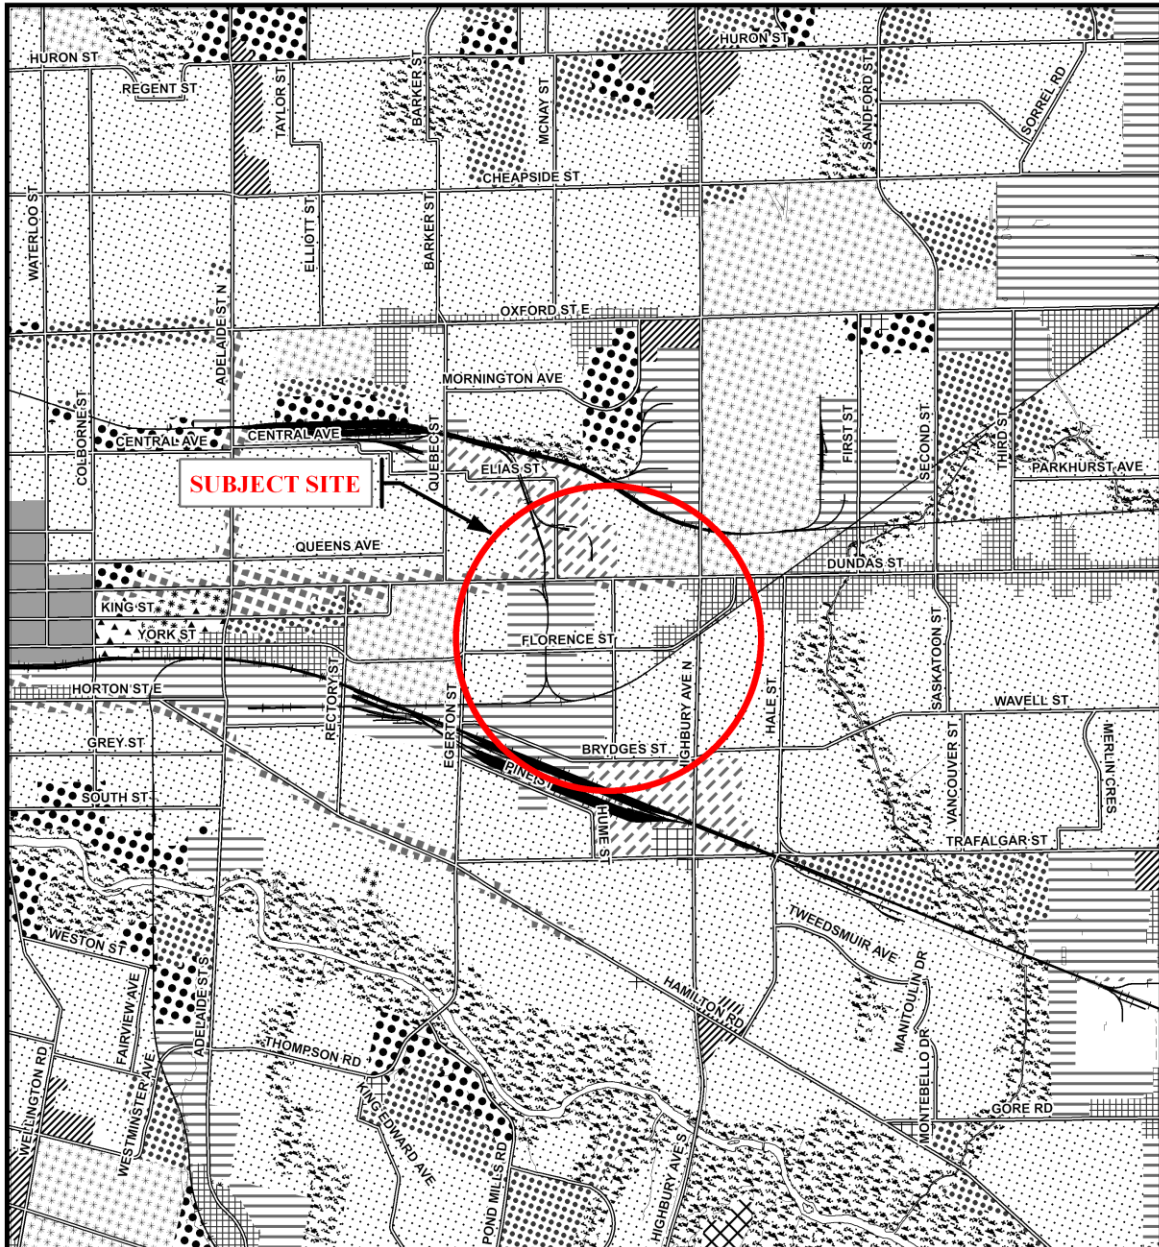 HURON ST
HURON ST
REGENT ST
TAYLOR ST
BARKER ST
MCNAY ST
SANDFORD ST
SORREL RD
CHEAPSIDE ST
WATERLOO ST
ELLIOTT ST
BARKER ST
ADELAIDE ST N
OXFORD ST E
MORNINGTON AVE
COLBORNE ST
CENTRAL AVE
CENTRAL AVE
QUEBEC ST
ELIAS ST
FIRST ST
SECOND ST
THIRD ST
PARKHURST AVE
SUBJECT SITE
QUEENS AVE
DUNDAS ST
KING ST
YORK ST
FLORENCE ST
SASKATOON ST
HORTON ST E
RECTORY ST
EGERTON ST
HIGHBURY AVE N
HALE ST
WAVELL ST
GREY ST
BRYDGES ST
VANCOUVER ST
MERLIN CRES
PINE ST
SOUTH ST
HUME ST
TRAFALGAR ST
WESTON ST
TWEEDSMUIR AVE
FAIRVIEW AVE
ADELAIDE ST S
HAMILTON RD
MANITOULIN DR
THOMPSON RD
WELLINGTON RD
WESTMINSTER AVE
KING EDWARD AVE
MONTEBELLO DR
GORE RD
POND MILLS RD
HIGHBURY AVE S